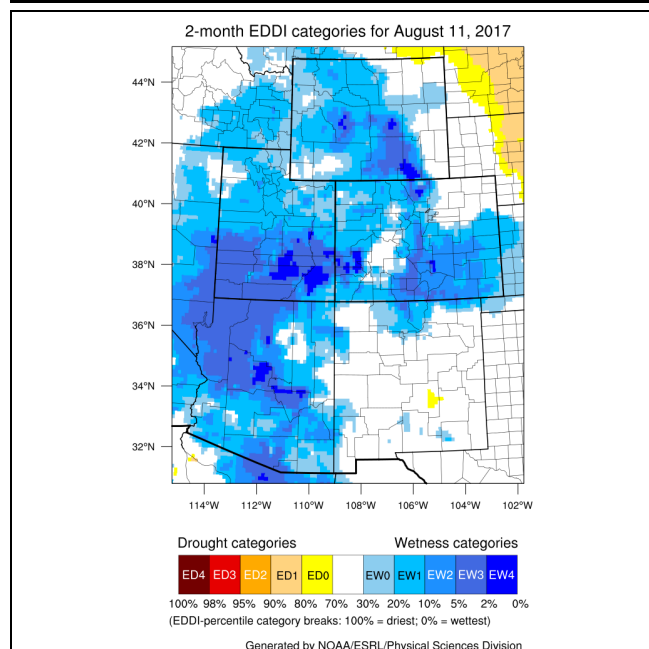 2-month EDDI categories for August 11, 2017
44°N
42°N
40°N
38°N
36°N
34°N
32°N
114°W 112°W 110°W 108°W 106°W 104°W 102°W
Drought categories Wetness categories
ED4 ED3 ED2 ED1 ED0 EW0 EW1 EW2 EW3 EW4
100% 98% 95% 90% 80% 70% 30% 20% 10% 5% 2% 0%
(EDDI-percentile category breaks: 100% = driest; 0% = wettest)
Generated by NOAA/ESRL/Physical Sciences Division